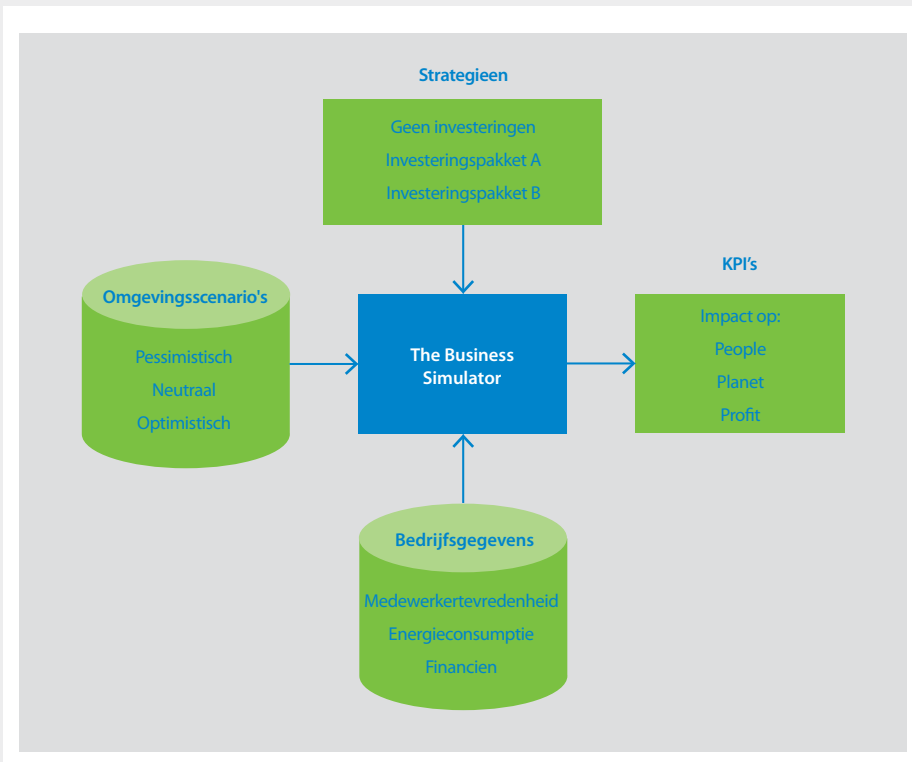 Strategieen
Geen investeringen
Investeringspakket A
Investeringspakket B
Omgevingsscenario's
Pessimistisch
Neutraal
Optimistisch
The Business
Simulator
KPI's
Impact op:
People
Planet
Profit
Bedrijfsgegevens
Medewerkertevredenheid
Energieconsumptie
Financien